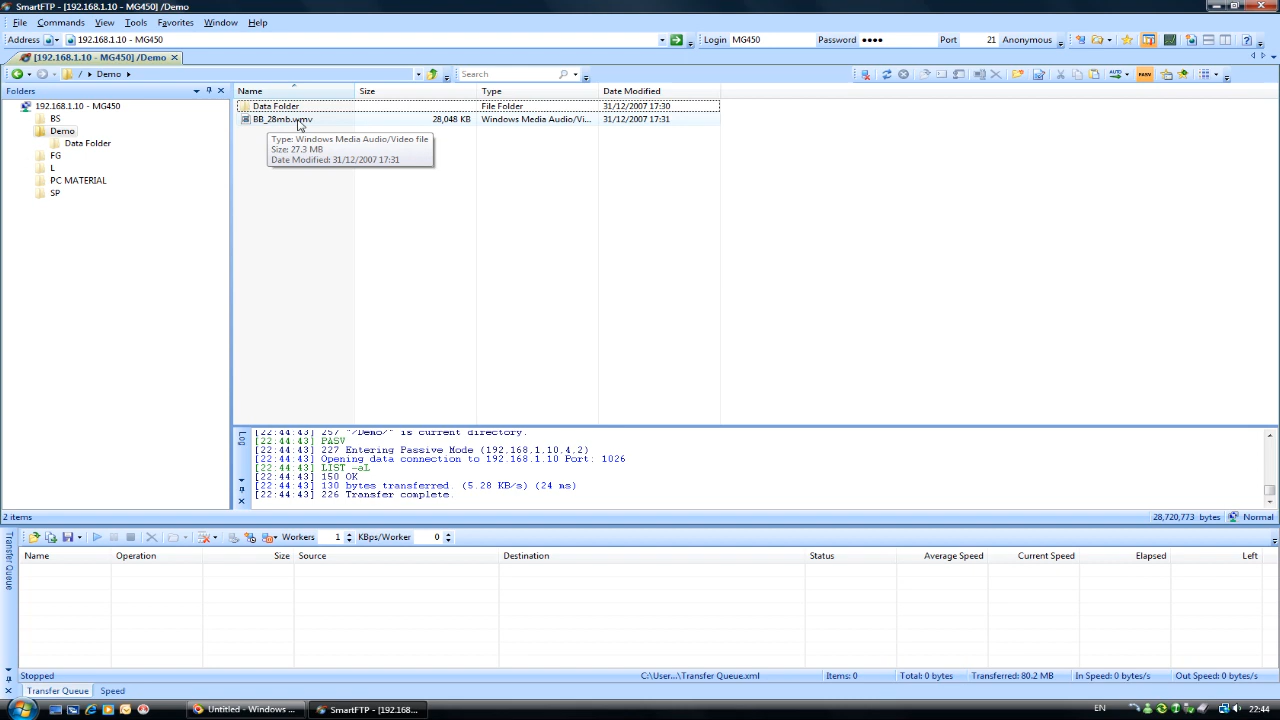 SmartFTP - [192.168.1.10 - MG450] /Demo
File Commands View Tools Favorites Window Help
Address 192.168.1.10 - MG450 Login MG450 Password ●●●● Port 21 Anonymous
[192.168.1.10 - MG450] /Demo
/ Demo Search
Folders Name Size Type Date Modified
192.168.1.10 - MG450
BS
Demo
Data Folder
FG
L
PC MATERIAL
SP
Data Folder File Folder 31/12/2007 17:30
BB_28mb.wmv 28,048 KB Windows Media Audio/Vi... 31/12/2007 17:31
Type: Windows Media Audio/Video file
Size: 27.3 MB
Date Modified: 31/12/2007 17:31
Log
[22:44:43] 257 "/Demo/" is current directory.
[22:44:43] PASV
[22:44:43] 227 Entering Passive Mode (192,168,1,10,4,2)
[22:44:43] Opening data connection to 192.168.1.10 Port: 1026
[22:44:43] LIST -aL
[22:44:43] 150 OK
[22:44:43] 130 bytes transferred. (5.28 KB/s) (24 ms)
[22:44:43] 226 Transfer complete.
2 items 28,720,773 bytes Normal
Transfer Queue
Workers 1 KBps/Worker 0
Name Operation Size Source Destination Status Average Speed Current Speed Elapsed Left
Stopped C:\User...\Transfer Queue.xml Items: 0 Total: 0 bytes Transferred: 80.2 MB In Speed: 0 bytes/s Out Speed: 0 bytes/s
Transfer Queue Speed
Untitled - Windows ... SmartFTP - [192.168... EN 22:44